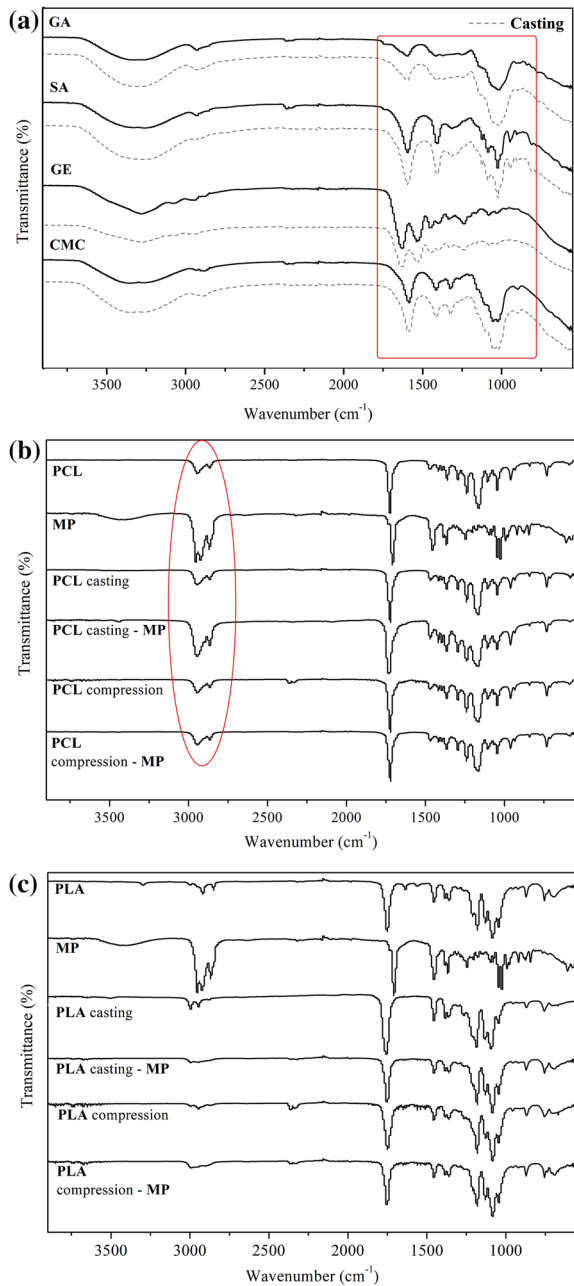 (a)
GA
---- Casting
SA
GE
CMC
Transmittance (%)
3500 3000 2500 2000 1500 1000
Wavenumber (cm⁻¹)
(b)
PCL
MP
PCL casting
PCL casting - MP
PCL compression
PCL
compression - MP
Transmittance (%)
3500 3000 2500 2000 1500 1000
Wavenumber (cm⁻¹)
(c)
PLA
MP
PLA casting
PLA casting - MP
PLA compression
PLA
compression - MP
Transmittance (%)
3500 3000 2500 2000 1500 1000
Wavenumber (cm⁻¹)